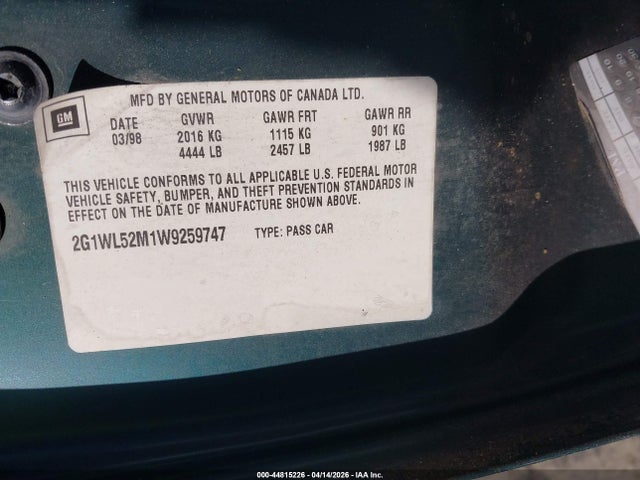 GM
MFD BY GENERAL MOTORS OF CANADA LTD.
DATE GVWR GAWR FRT GAWR RR
03/98 2016 KG 1115 KG 901 KG
4444 LB 2457 LB 1987 LB
THIS VEHICLE CONFORMS TO ALL APPLICABLE U.S. FEDERAL MOTOR
VEHICLE SAFETY, BUMPER, AND THEFT PREVENTION STANDARDS IN
EFFECT ON THE DATE OF MANUFACTURE SHOWN ABOVE.
2G1WL52M1W9259747 TYPE: PASS CAR
000-44815226 - 04/14/2026 - IAA Inc.